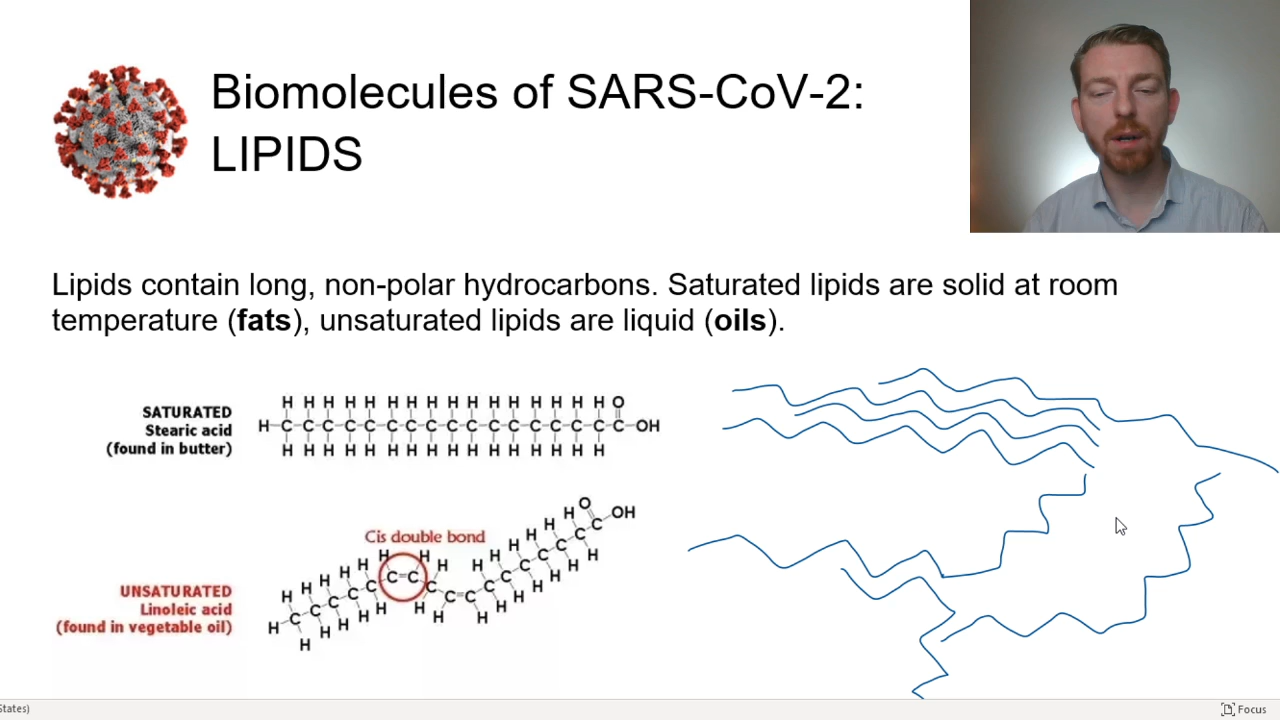 Biomolecules of SARS-CoV-2:
LIPIDS
Lipids contain long, non-polar hydrocarbons. Saturated lipids are solid at room
temperature (fats), unsaturated lipids are liquid (oils).
SATURATED
Stearic acid
(found in butter)
H H H H H H H H H H H H H H H H O
H-C-C-C-C-C-C-C-C-C-C-C-C-C-C-C-C-C-OH
H H H H H H H H H H H H H H H H
Cis double bond
UNSATURATED
Linoleic acid
(found in vegetable oil)
H H H H H H H H H H H H H O
H-C-C-C-C-C-C=C-C-C=C-C-C-C-C-C-C-C-OH
H H H H H H H H H H H H H H
States)
Focus